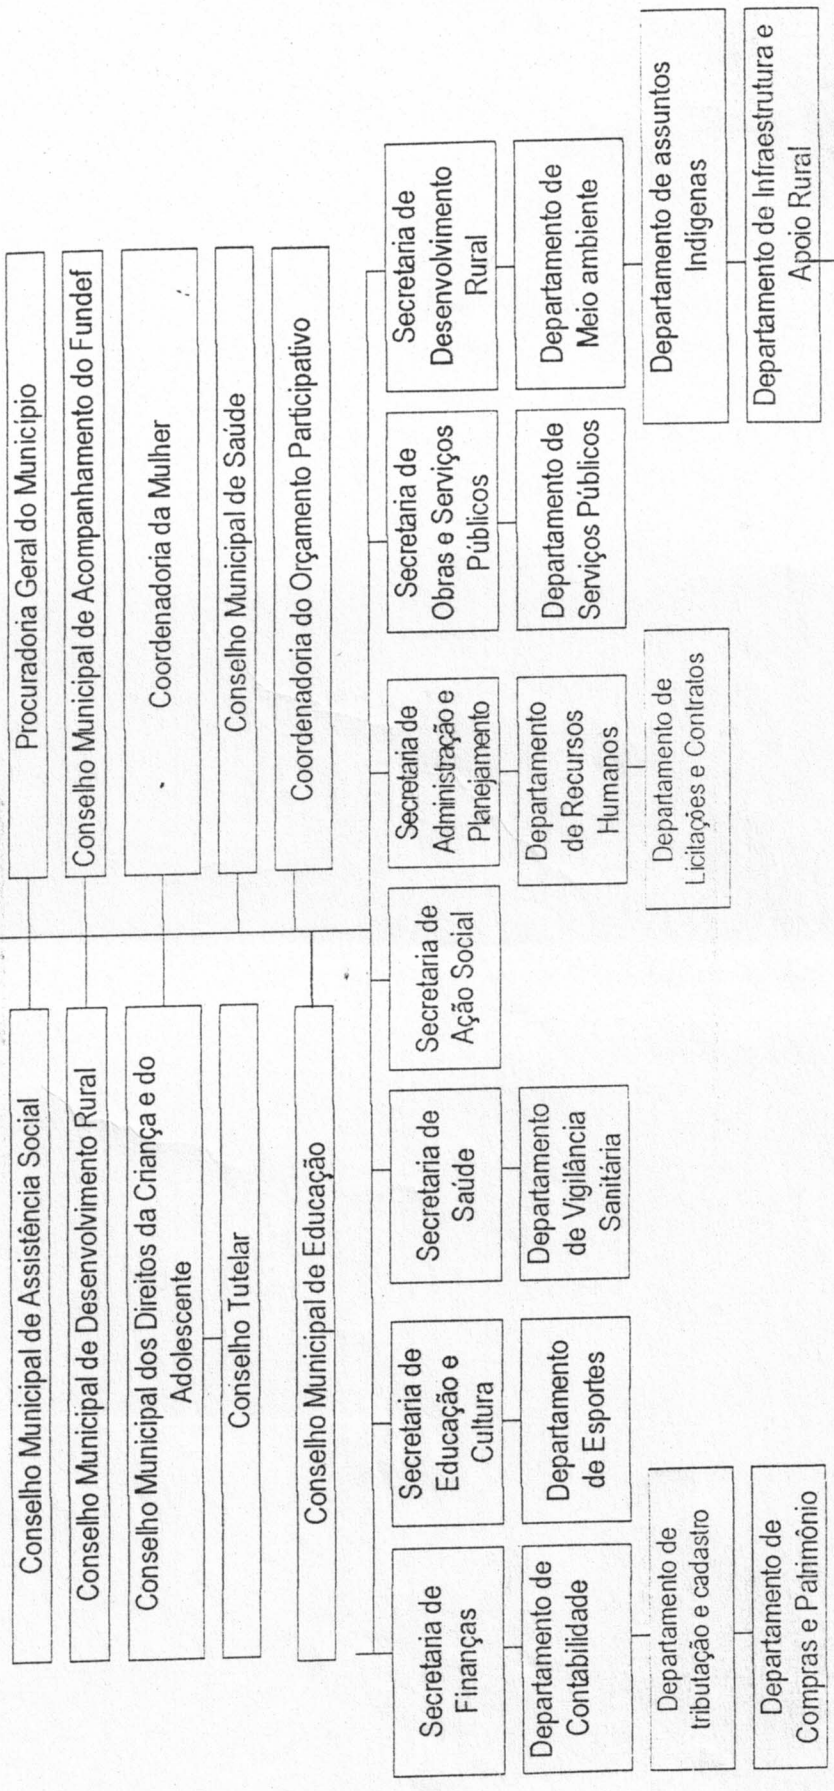 Procuradoria Geral do Município
Conselho Municipal de Acompanhamento do Fundef
Coordenadoria da Mulher
Conselho Municipal de Saúde
Coordenadoria do Orçamento Participativo
Conselho Municipal de Assistência Social
Conselho Municipal de Desenvolvimento Rural
Conselho Municipal dos Direitos da Criança e do
Adolescente
Conselho Tutelar
Conselho Municipal de Educação
Secretaria de
Finanças
Departamento de
Contabilidade
Departamento de
tributação e cadastro
Departamento de
Compras e Patrimônio
Secretaria de
Educação e
Cultura
Departamento
de Esportes
Secretaria de
Saúde
Departamento
de Vigilância
Sanitária
Secretaria de
Ação Social
Secretaria de
Administração e
Planejamento
Departamento
de Recursos
Humanos
Departamento de
Licitações e Contratos
Secretaria de
Obras e Serviços
Públicos
Departamento de
Serviços Públicos
Secretaria de
Desenvolvimento
Rural
Departamento de
Meio ambiente
Departamento de assuntos
Indígenas
Departamento de Infraestrutura e
Apoio Rural